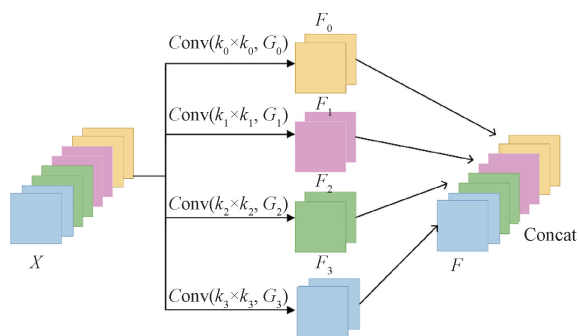 Conv(k₀×k₀, G₀)
F₀
Conv(k₁×k₁, G₁)
F₁
Conv(k₂×k₂, G₂)
F₂
Conv(k₃×k₃, G₃)
F₃
X
F
Concat